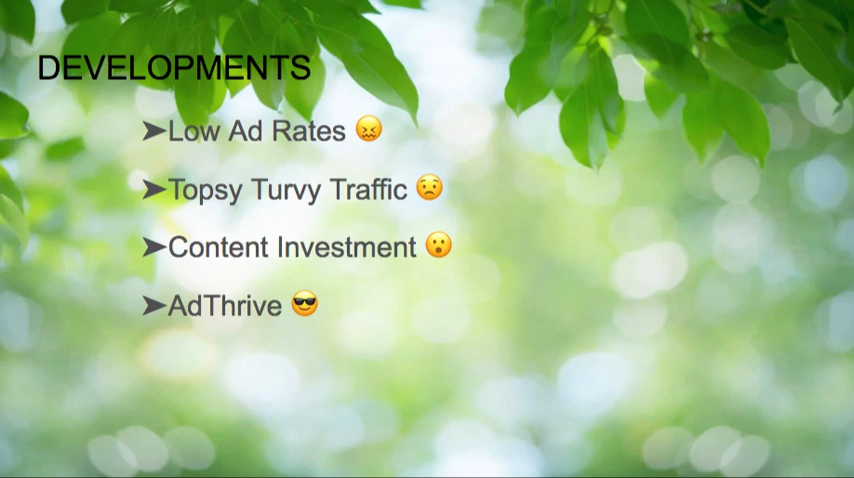 DEVELOPMENTS
➤Low Ad Rates 😖
➤Topsy Turvy Traffic 😟
➤Content Investment 😮
➤AdThrive 😎